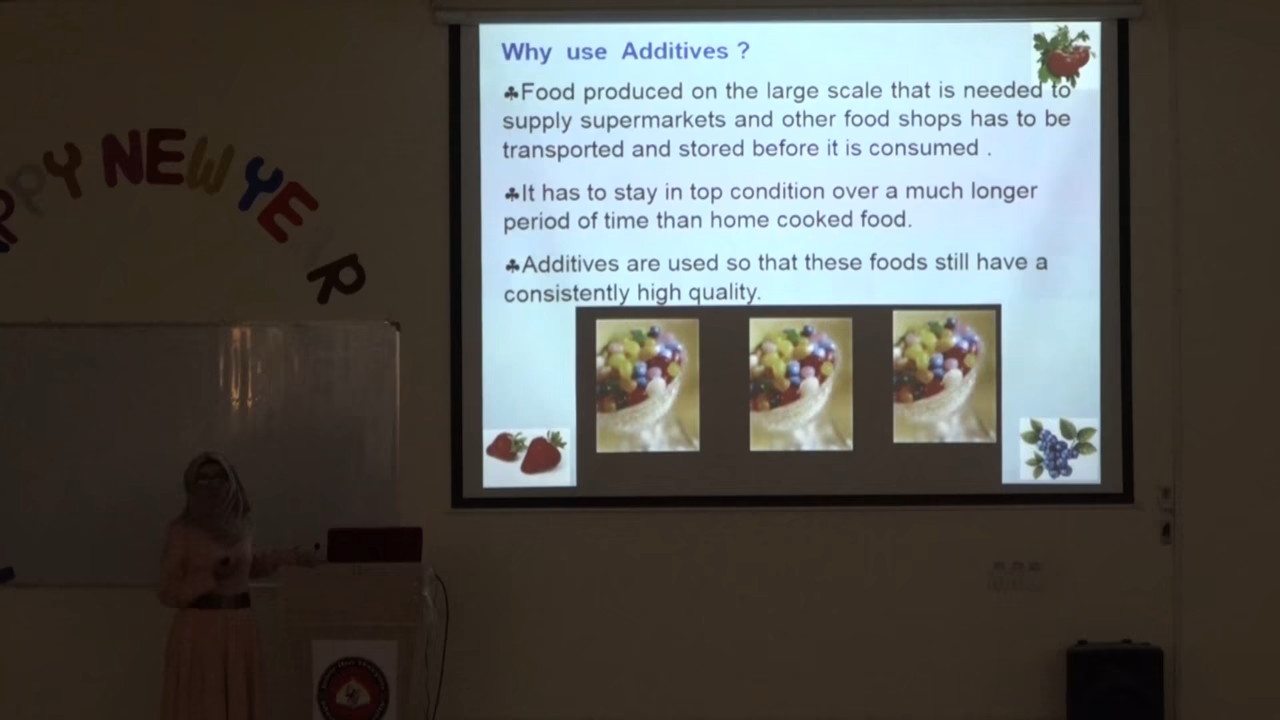 Why use Additives ?
♣Food produced on the large scale that is needed to
supply supermarkets and other food shops has to be
transported and stored before it is consumed .
♣It has to stay in top condition over a much longer
period of time than home cooked food.
♣Additives are used so that these foods still have a
consistently high quality.
PPY NEW YEAR